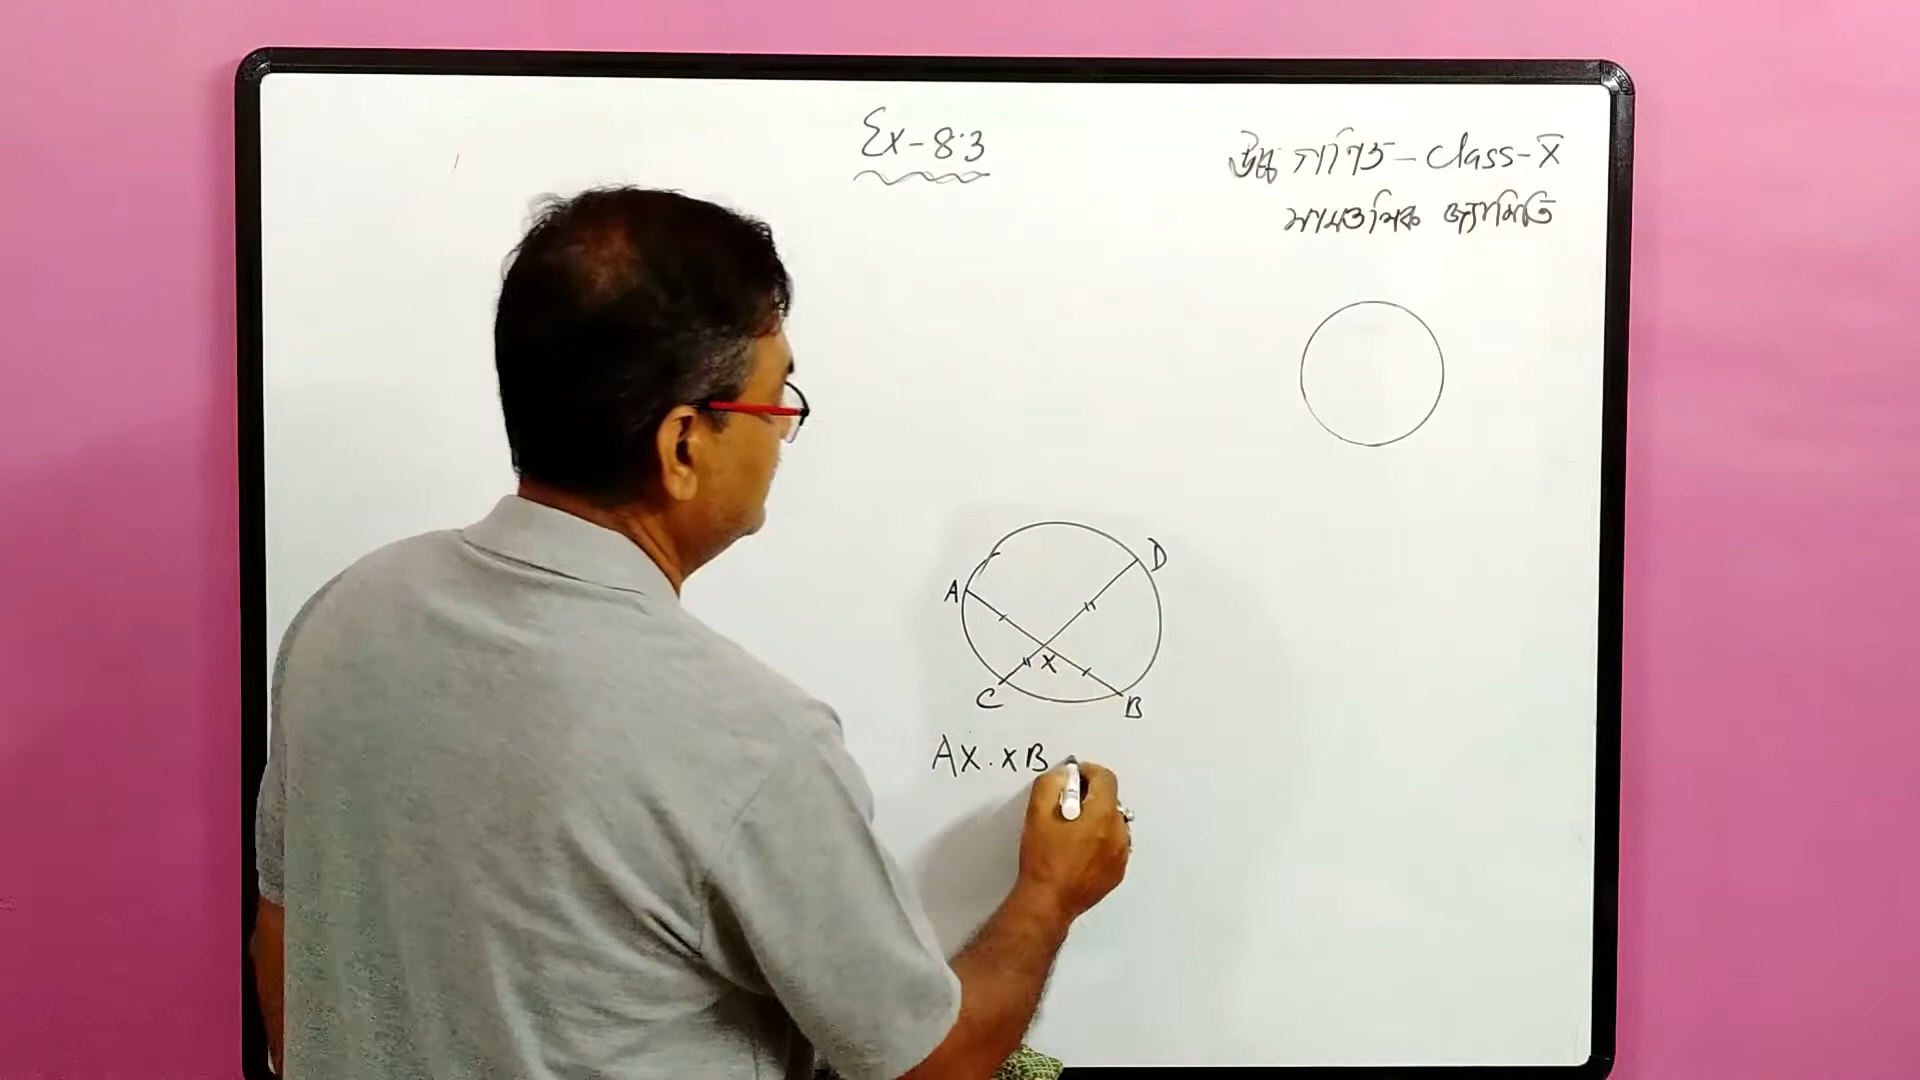 Ex-8.3
উচ্চ গণিত - Class-X
সামতলিক জ্যামিতি
D
A
X
C
B
AX.XB